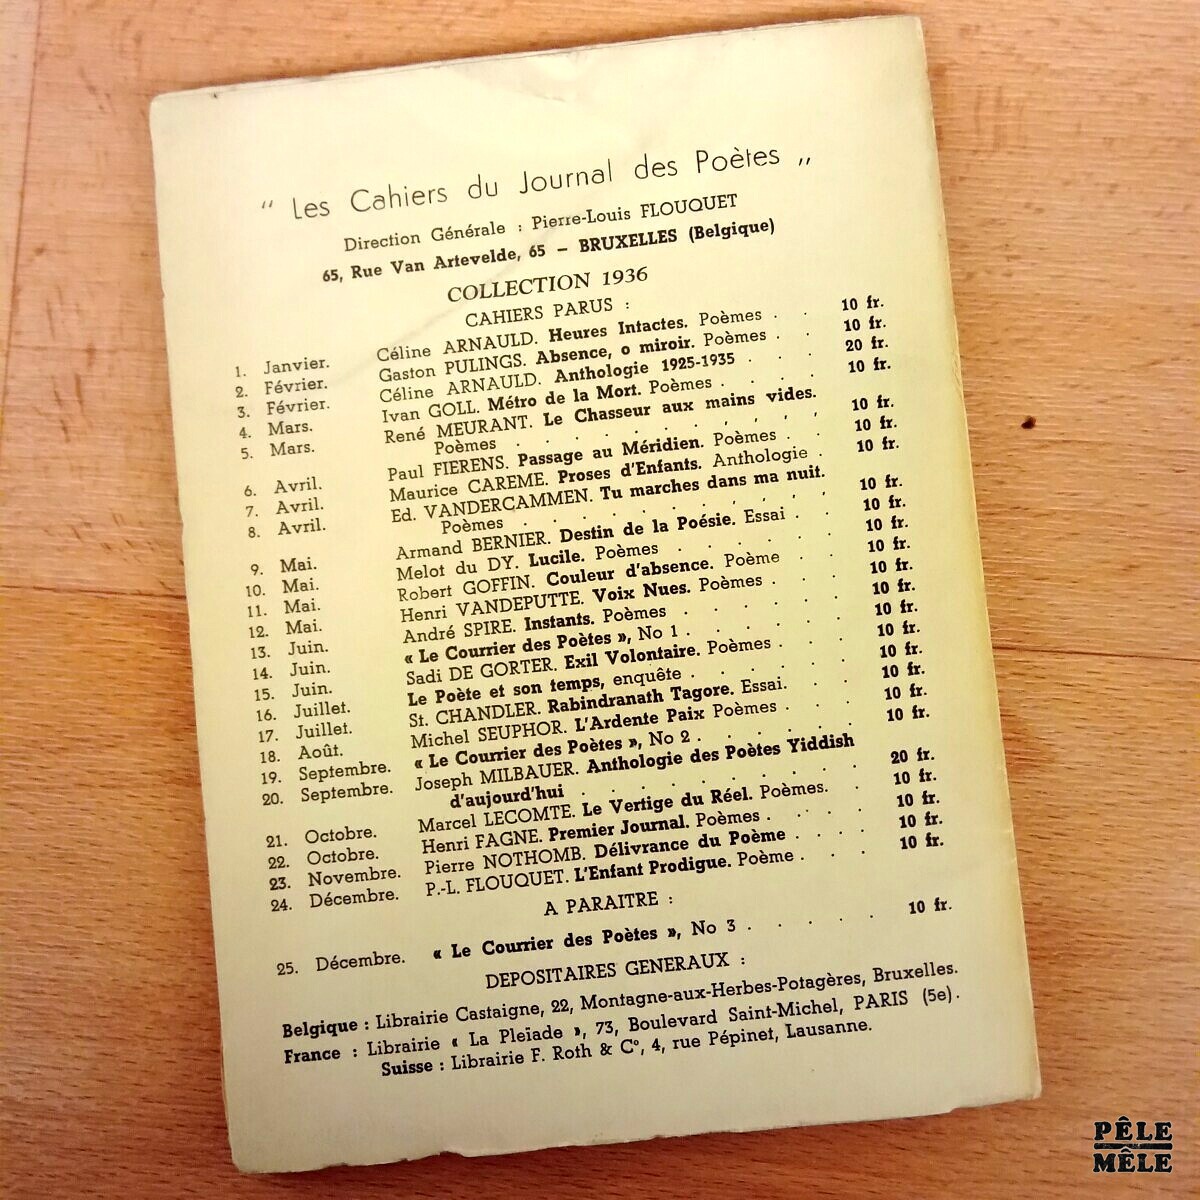 “ Les Cahiers du Journal des Poètes „
Direction Générale : Pierre-Louis FLOUQUET
65, Rue Van Artevelde, 65 – BRUXELLES (Belgique)
COLLECTION 1936
CAHIERS PARUS :
1. Janvier. Céline ARNAULD. Heures Intactes. Poèmes . . 10 fr.
2. Février. Gaston PULINGS. Absence, o miroir. Poèmes . . 10 fr.
3. Février. Céline ARNAULD. Anthologie 1925-1935 . . . 20 fr.
4. Mars. Ivan GOLL. Métro de la Mort. Poèmes . . . . 10 fr.
5. Mars. René MEURANT. Le Chasseur aux mains vides.
Poèmes . . . . . . . . . 10 fr.
6. Avril. Paul FIERENS. Passage au Méridien. Poèmes . . 10 fr.
7. Avril. Maurice CAREME. Proses d'Enfants. Anthologie . 10 fr.
8. Avril. Ed. VANDERCAMMEN. Tu marches dans ma nuit.
Poèmes . . . . . . . . . 10 fr.
9. Mai. Armand BERNIER. Destin de la Poésie. Essai . . 10 fr.
10. Mai. Melot du DY. Lucile. Poèmes . . . . . 10 fr.
11. Mai. Robert GOFFIN. Couleur d'absence. Poème . . . 10 fr.
12. Mai. Henri VANDEPUTTE. Voix Nues. Poèmes . . . 10 fr.
13. Juin. André SPIRE. Instants. Poèmes . . . . . 10 fr.
14. Juin. « Le Courrier des Poètes », No 1 . . . . . 10 fr.
15. Juin. Sadi DE GORTER. Exil Volontaire. Poèmes . . . 10 fr.
16. Juillet. Le Poète et son temps, enquête . . . . . 10 fr.
17. Juillet. St. CHANDLER. Rabindranath Tagore. Essai. . . 10 fr.
18. Août. Michel SEUPHOR. L'Ardente Paix Poèmes . . . 10 fr.
19. Septembre. « Le Courrier des Poètes », No 2 . . . . . 10 fr.
20. Septembre. Joseph MILBAUER. Anthologie des Poètes Yiddish
d'aujourd'hui . . . . . . . . 20 fr.
21. Octobre. Marcel LECOMTE. Le Vertige du Réel. Poèmes. . 10 fr.
22. Octobre. Henri FAGNE. Premier Journal. Poèmes . . . 10 fr.
23. Novembre. Pierre NOTHOMB. Délivrance du Poème . . . . 10 fr.
24. Décembre. P.-L. FLOUQUET. L'Enfant Prodigue. Poème . . . 10 fr.
A PARAITRE :
25. Décembre. « Le Courrier des Poètes », No 3 . . . . . 10 fr.
DEPOSITAIRES GENERAUX :
Belgique : Librairie Castaigne, 22, Montagne-aux-Herbes-Potagères, Bruxelles.
France : Librairie « La Pleïade », 73, Boulevard Saint-Michel, PARIS (5e).
Suisse : Librairie F. Roth & C°, 4, rue Pépinet, Lausanne.
PÊLE
MÊLE